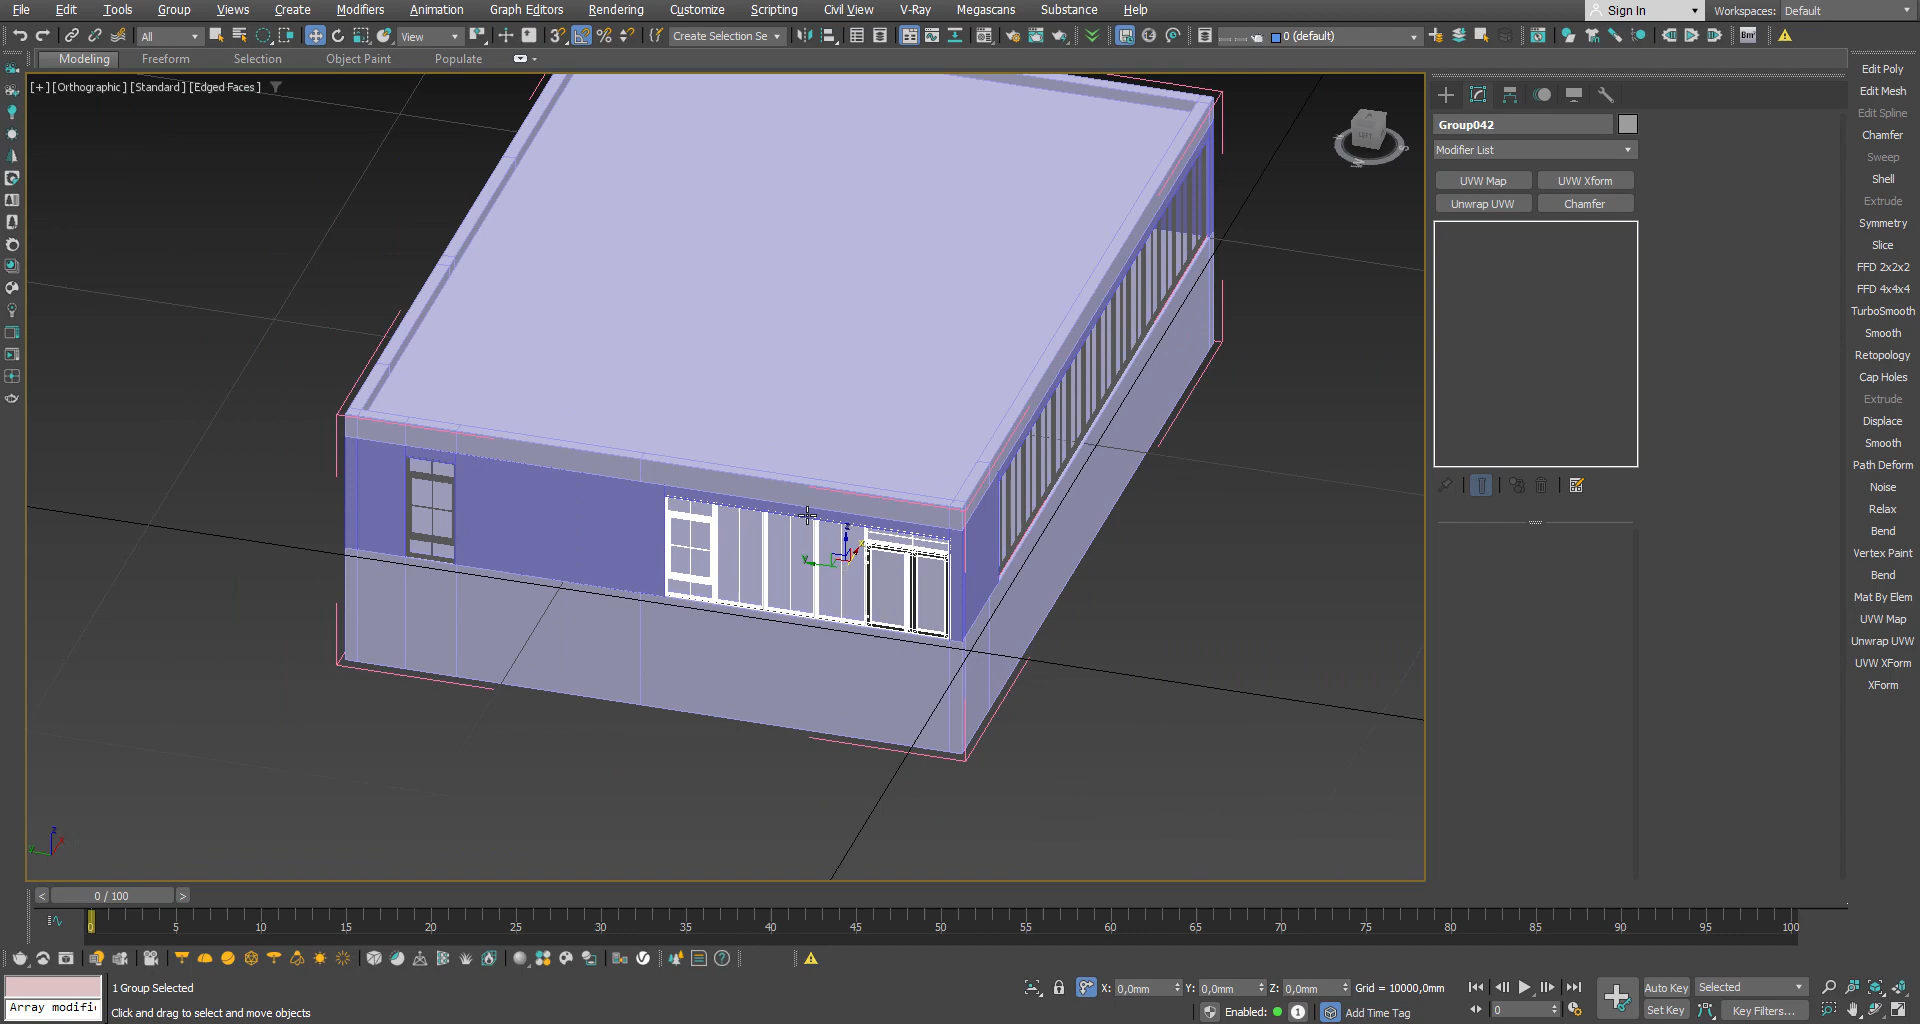 File Edit Tools Group Views Create Modifiers Animation Graph Editors Rendering Customize Scripting Civil View V-Ray Megascans Substance Help Sign In Workspaces: Default
All View Create Selection Se 0 (default)
Modeling Freeform Selection Object Paint Populate
[+] [Orthographic] [Standard] [Edged Faces]
Group042
Modifier List
UVW Map UVW Xform
Unwrap UVW Chamfer
Edit Poly
Edit Mesh
Edit Spline
Chamfer
Sweep
Shell
Extrude
Symmetry
Slice
FFD 2x2x2
FFD 4x4x4
TurboSmooth
Smooth
Retopology
Cap Holes
Extrude
Displace
Smooth
Path Deform
Noise
Relax
Bend
Vertex Paint
Bend
Mat By Elem
UVW Map
Unwrap UVW
UVW XForm
XForm
0 / 100
0 5 10 15 20 25 30 35 40 45 50 55 60 65 70 75 80 85 90 95 100
1 Group Selected X: 0,0mm Y: 0,0mm Z: 0,0mm Grid = 10000,0mm Auto Key Selected
Array modifi Click and drag to select and move objects Enabled: 1 Add Time Tag 0 Set Key Key Filters...